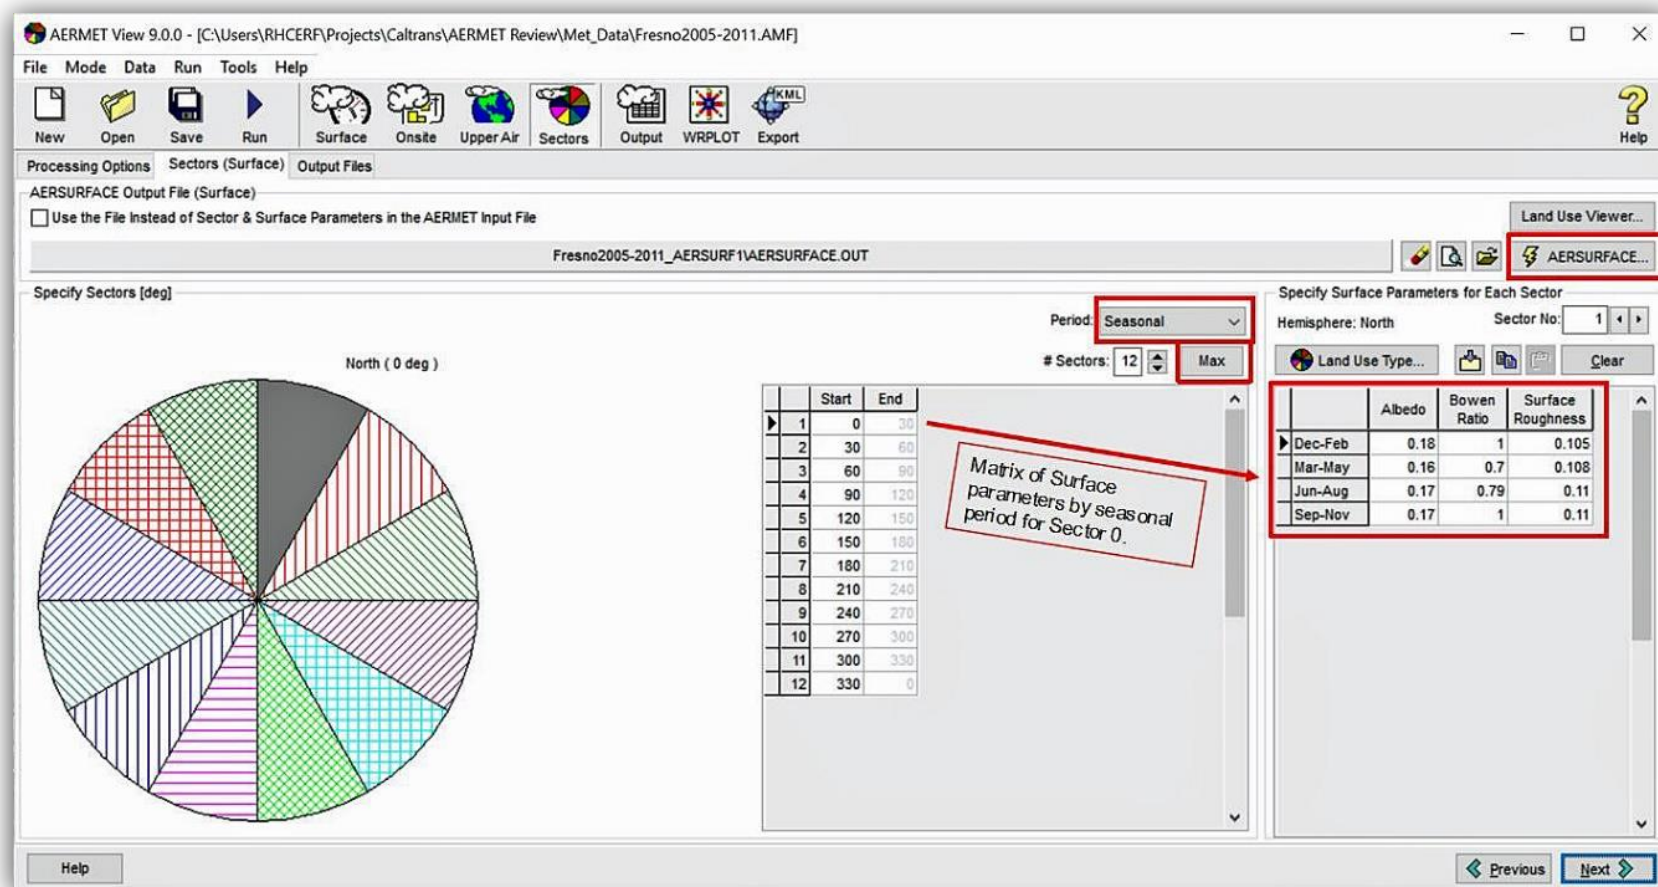 AERMET View 9.0.0 - [C:\Users\RHCERF\Projects\Caltrans\AERMET Review\Met_Data\Fresno2005-2011.AMF]
File Mode Data Run Tools Help
New Open Save Run Surface Onsite Upper Air Sectors Output WRPLOT KML Export Help
Processing Options Sectors (Surface) Output Files
AERSURFACE Output File (Surface)
Use the File Instead of Sector & Surface Parameters in the AERMET Input File
Land Use Viewer...
Fresno2005-2011_AERSURF1\AERSURFACE.OUT
AERSURFACE...
Specify Sectors [deg]
Period: Seasonal
# Sectors: 12 Max
North ( 0 deg )
Start End
1 0 30
2 30 60
3 60 90
4 90 120
5 120 150
6 150 180
7 180 210
8 210 240
9 240 270
10 270 300
11 300 330
12 330 0
Matrix of Surface
parameters by seasonal
period for Sector 0.
Specify Surface Parameters for Each Sector
Hemisphere: North Sector No: 1
Land Use Type... Clear
Albedo Bowen Ratio Surface Roughness
Dec-Feb 0.18 1 0.105
Mar-May 0.16 0.7 0.108
Jun-Aug 0.17 0.79 0.11
Sep-Nov 0.17 1 0.11
Help Previous Next